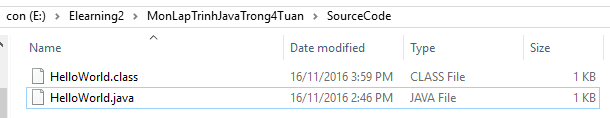 con (E:) > Elearning2 > MonLapTrinhJavaTrong4Tuan > SourceCode
Name Date modified Type Size
HelloWorld.class 16/11/2016 3:59 PM CLASS File 1 KB
HelloWorld.java 16/11/2016 2:46 PM JAVA File 1 KB